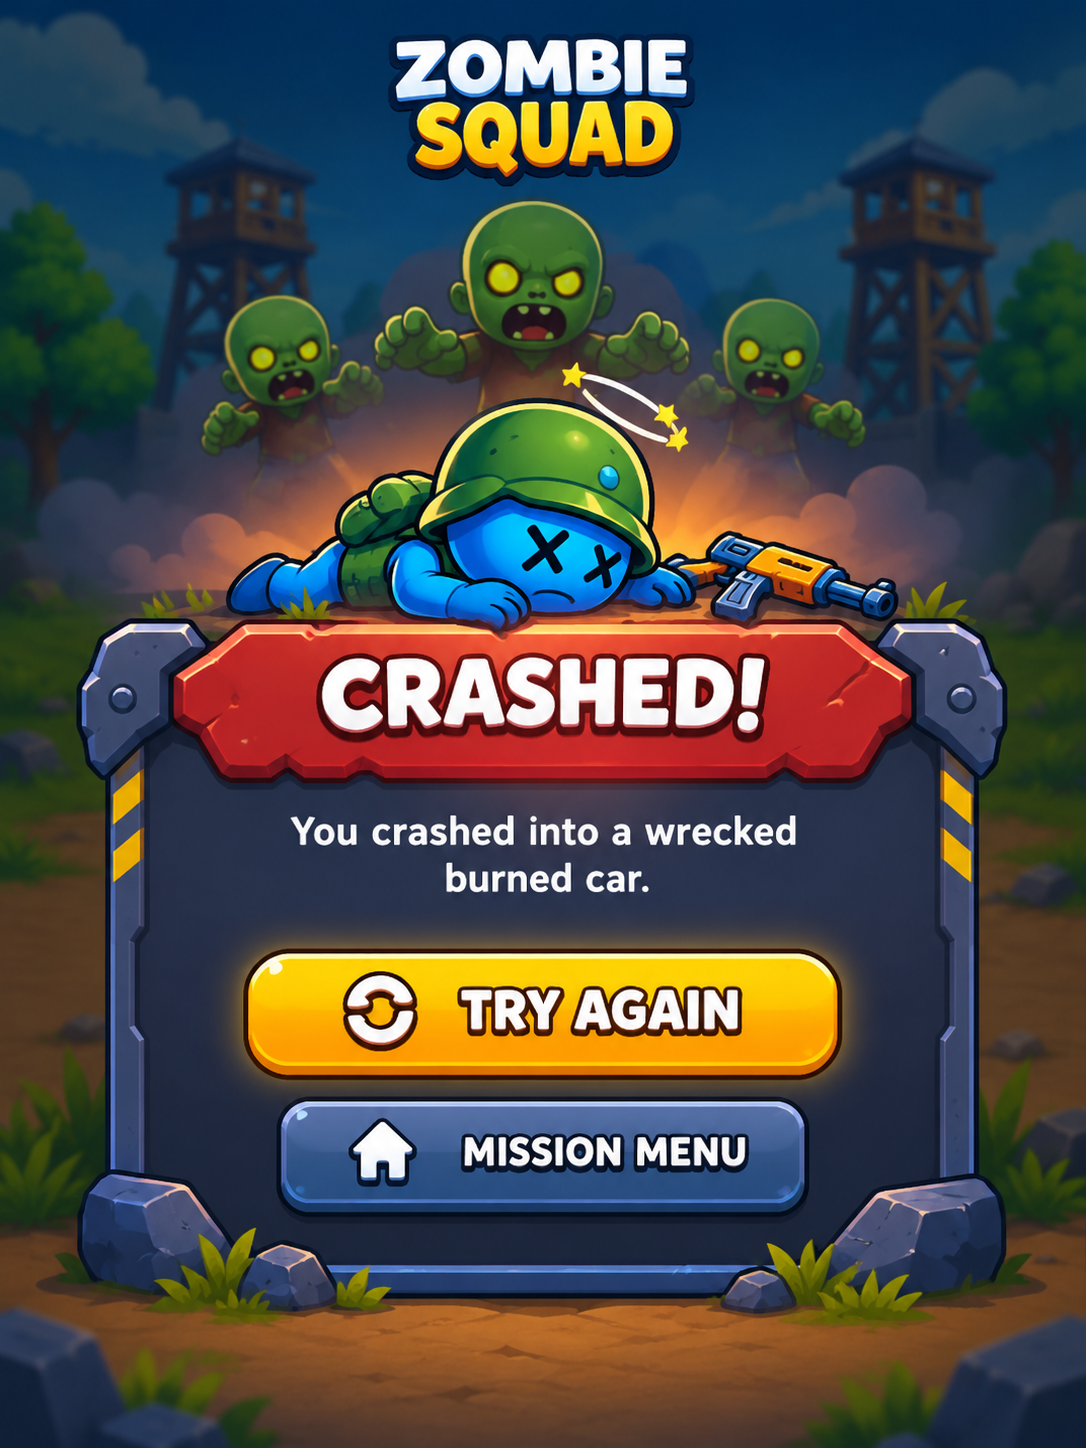 ZOMBIE
SQUAD
CRASHED!
You crashed into a wrecked
burned car.
TRY AGAIN
MISSION MENU